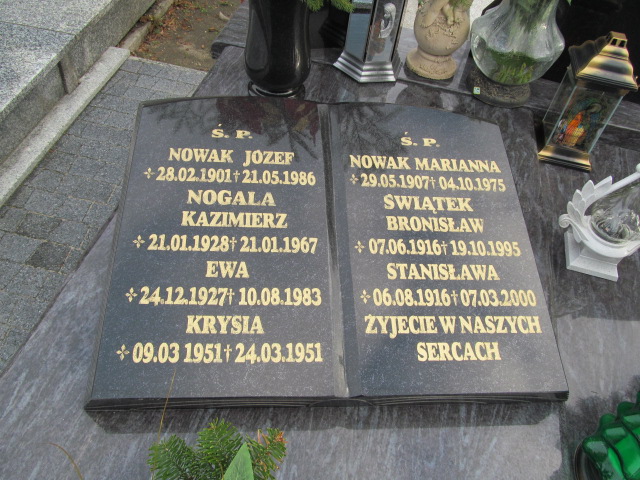 Ś. P.
NOWAK JÓZEF
28.02.1901 † 21.05.1986
NOGALA
KAZIMIERZ
21.01.1928 † 21.01.1967
EWA
24.12.1927 † 10.08.1983
KRYSIA
09.03 1951 † 24.03.1951
Ś. P.
NOWAK MARIANNA
29.05.1907 † 04.10.1975
ŚWIĄTEK
BRONISŁAW
07.06.1916 † 19.10.1995
STANISŁAWA
06.08.1916 † 07.03.2000
ŻYJECIE W NASZYCH
SERCACH